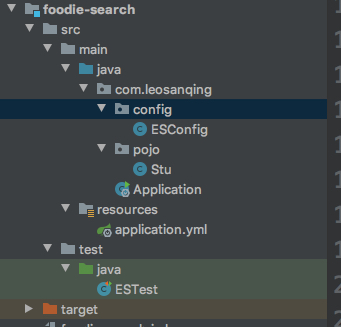 foodie-search
src
main
java
com.leosanqing
config
ESConfig
pojo
Stu
Application
resources
application.yml
test
java
ESTest
target